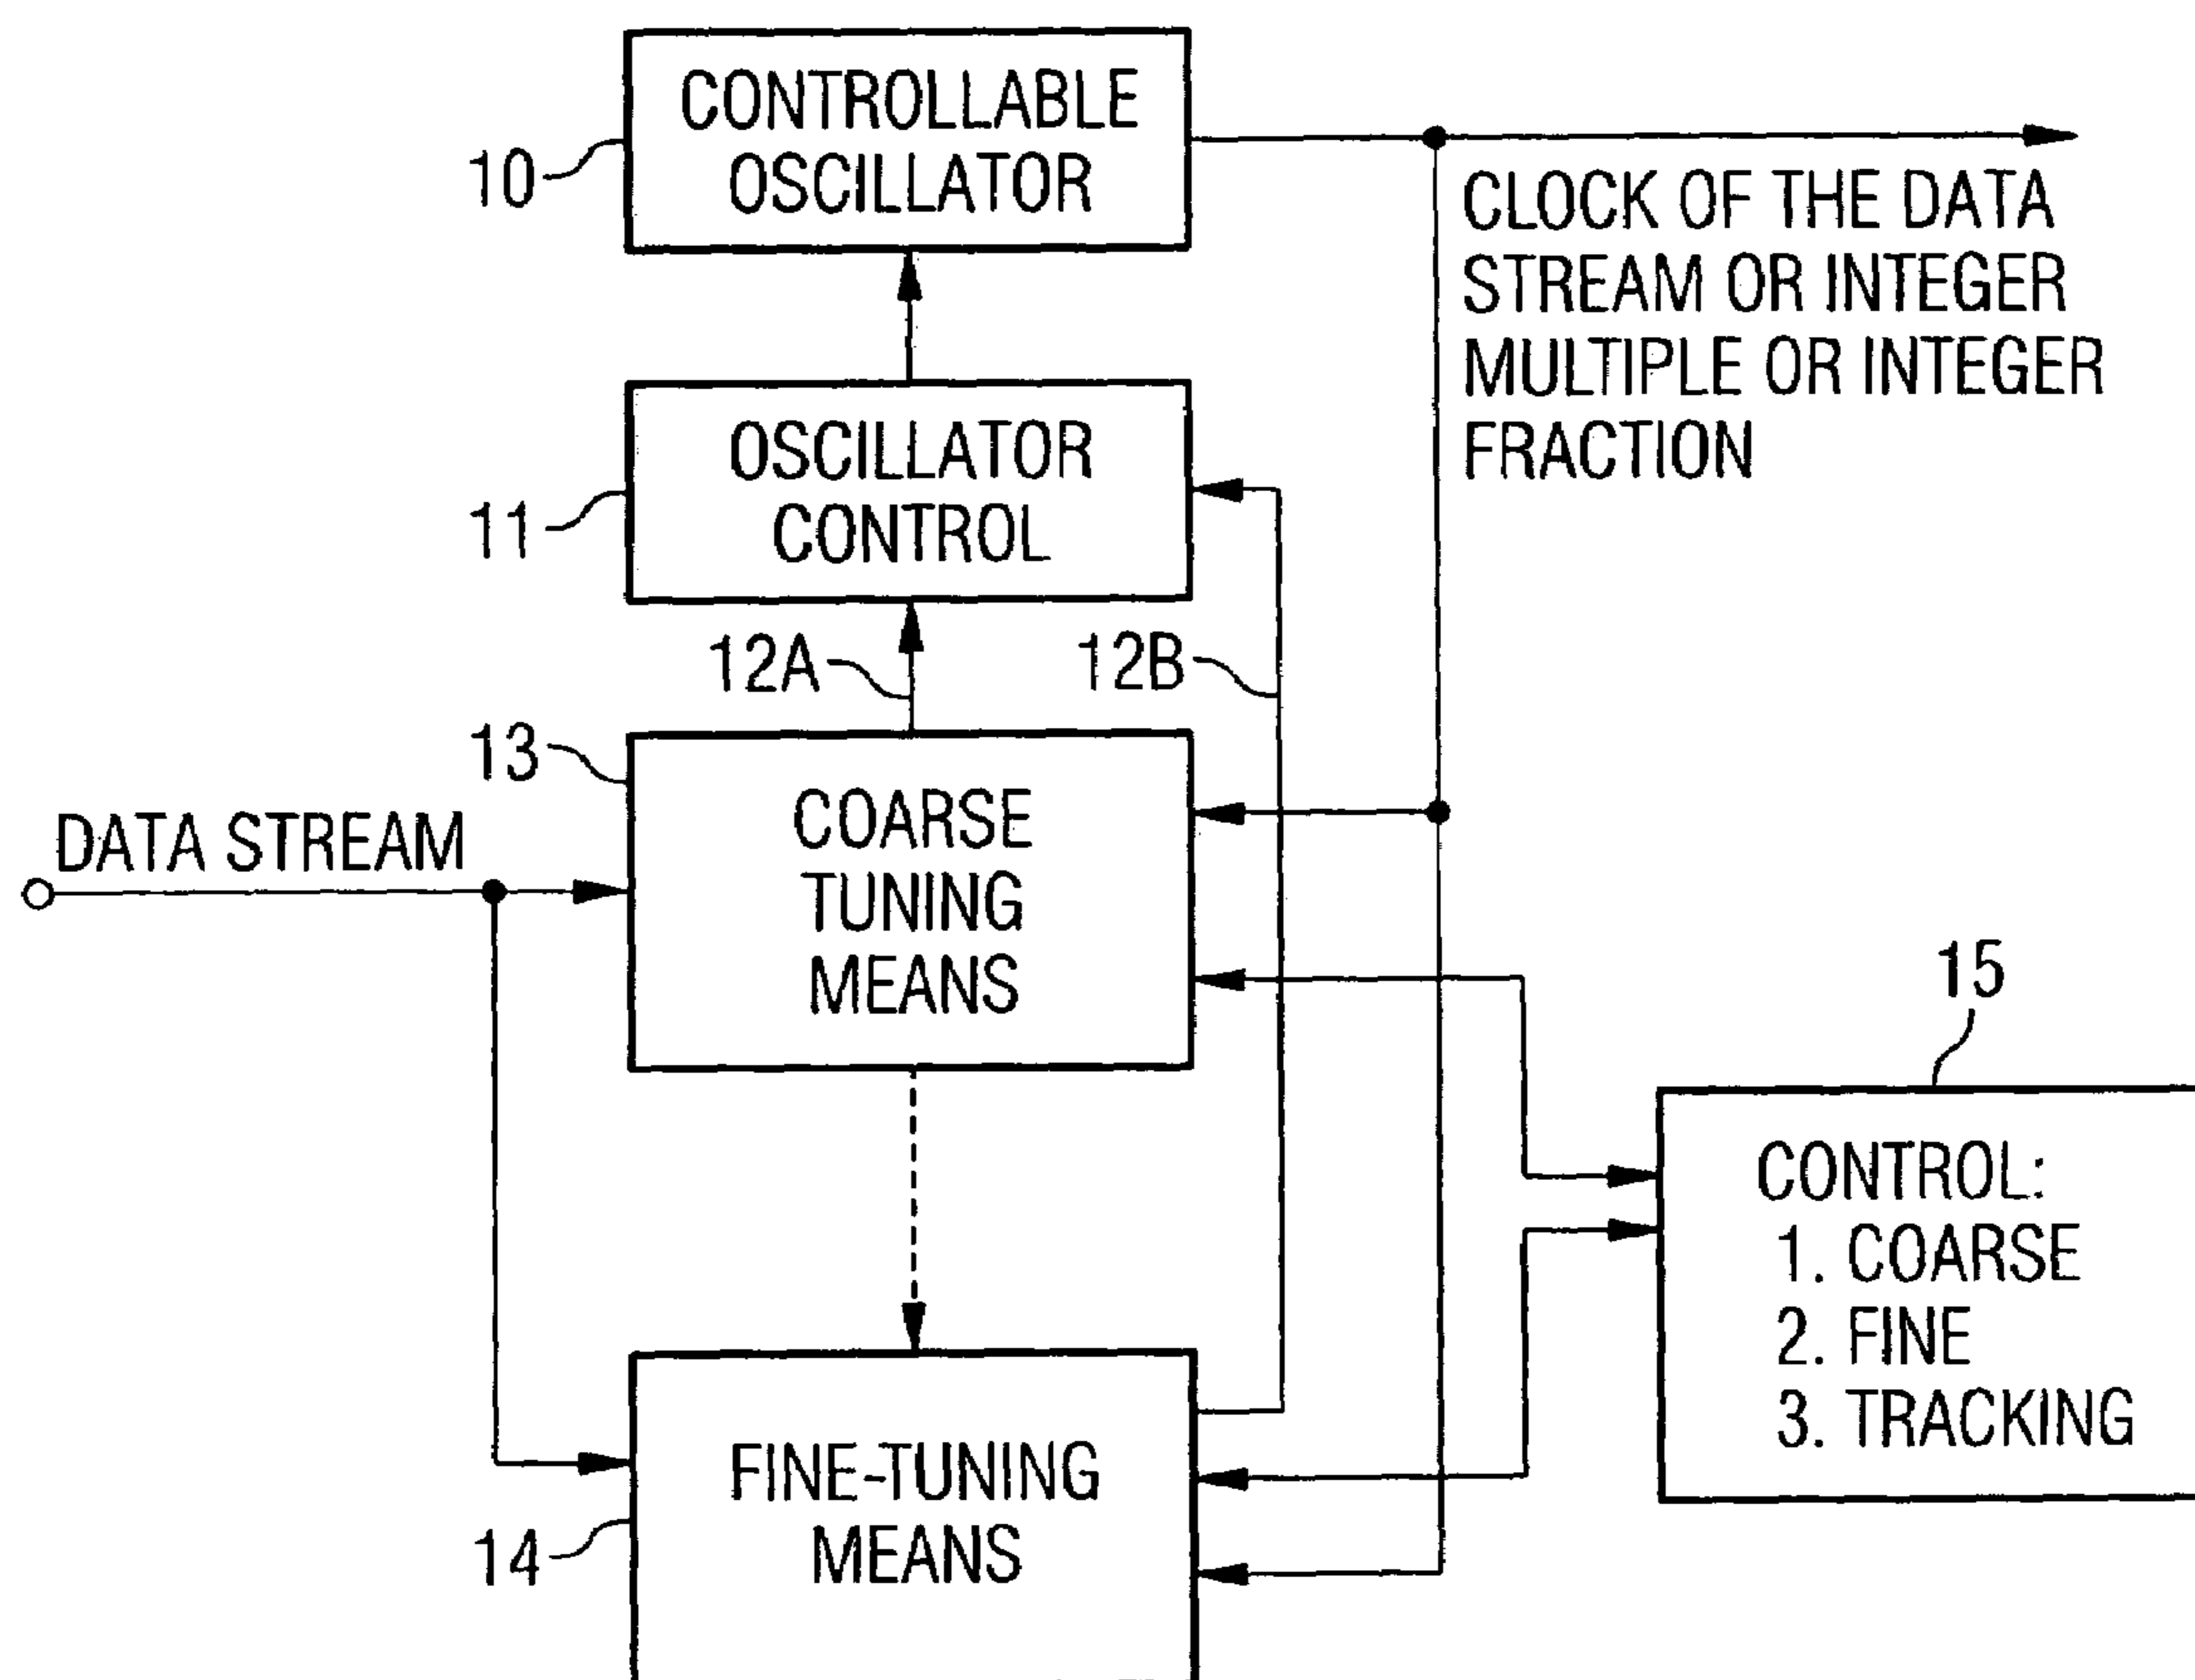 CONTROLLABLE
OSCILLATOR
10
CLOCK OF THE DATA
STREAM OR INTEGER
MULTIPLE OR INTEGER
FRACTION
OSCILLATOR
CONTROL
11
12A
12B
13
COARSE
TUNING
MEANS
DATA STREAM
15
CONTROL:
1. COARSE
2. FINE
3. TRACKING
FINE-TUNING
MEANS
14